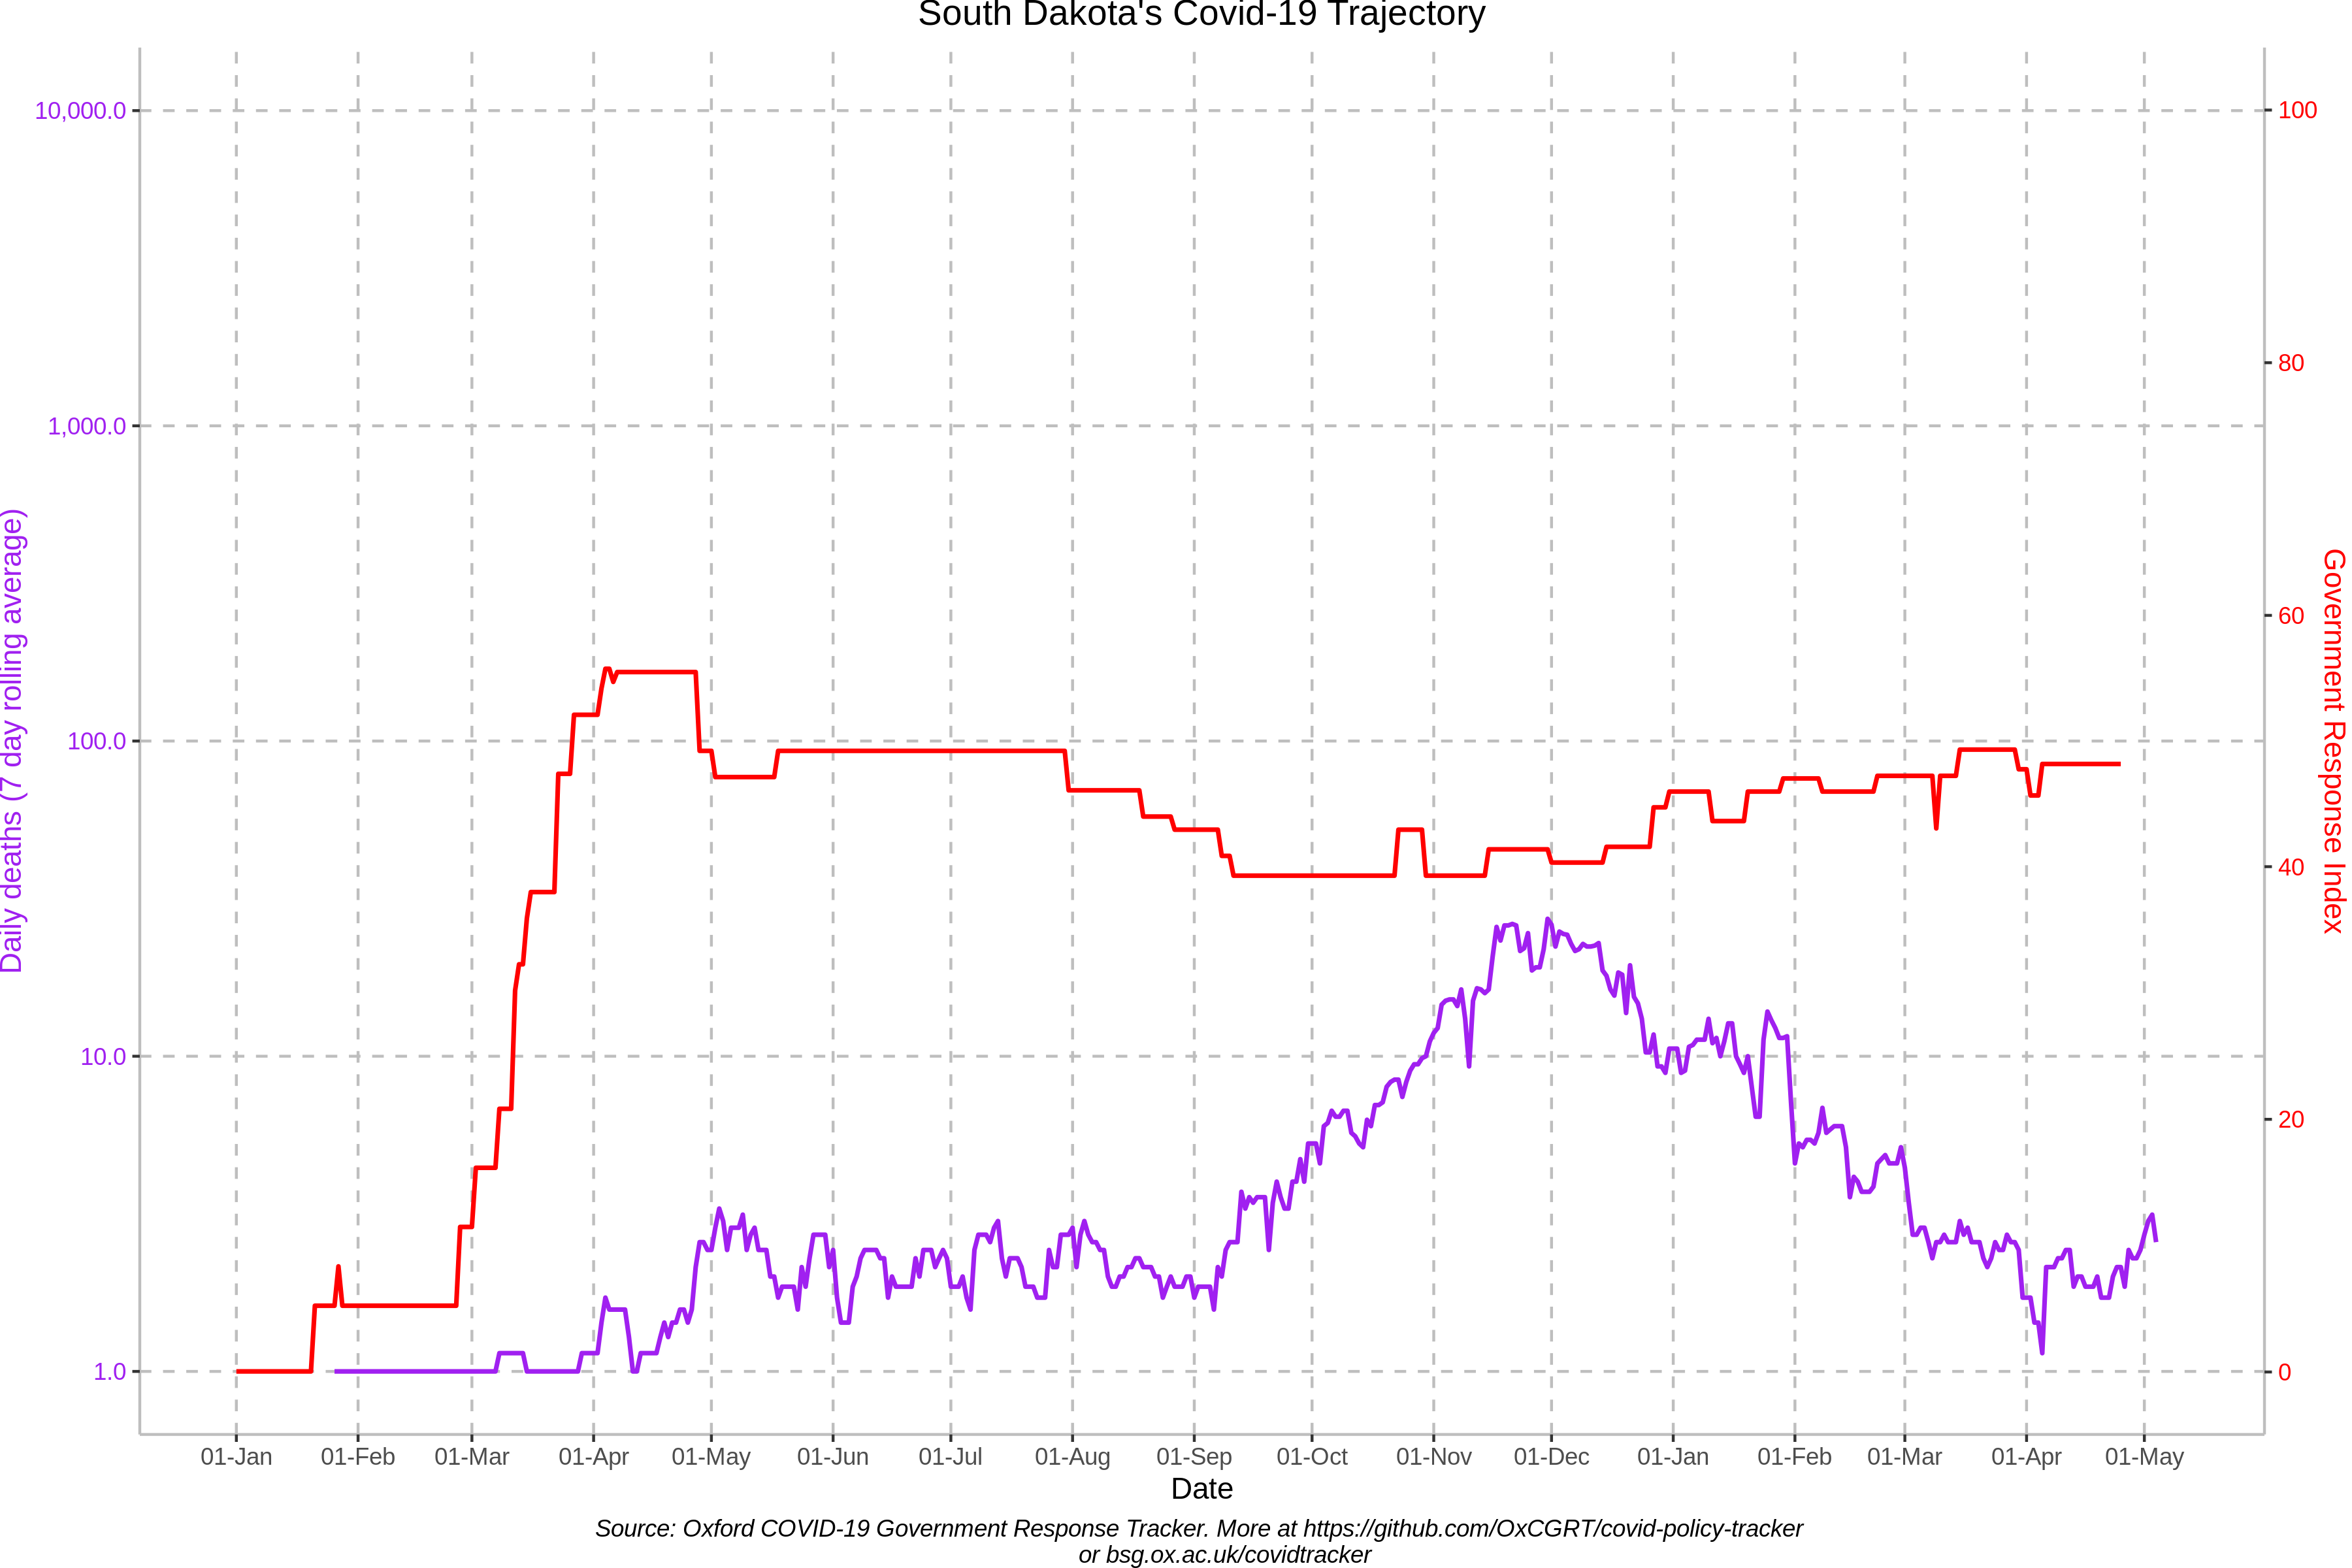 South Dakota's Covid-19 Trajectory
10,000.0
1,000.0
100.0
10.0
1.0
Daily deaths (7 day rolling average)
100
80
60
40
20
0
Government Response Index
01-Jan 01-Feb 01-Mar 01-Apr 01-May 01-Jun 01-Jul 01-Aug 01-Sep 01-Oct 01-Nov 01-Dec 01-Jan 01-Feb 01-Mar 01-Apr 01-May
Date
Source: Oxford COVID-19 Government Response Tracker. More at https://github.com/OxCGRT/covid-policy-tracker
or bsg.ox.ac.uk/covidtracker